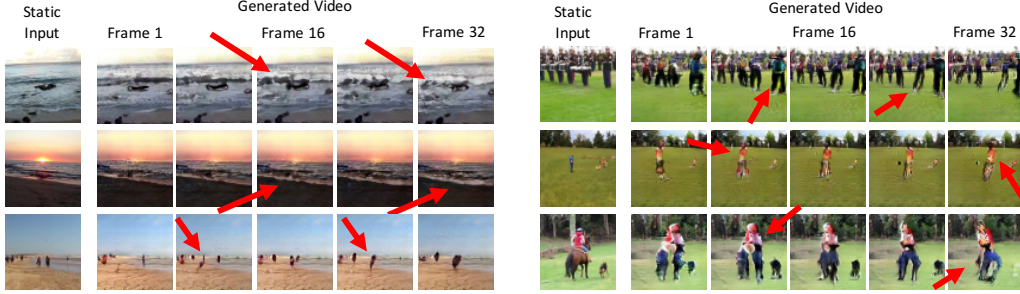 Static
Input
Generated Video
Frame 1
Frame 16
Frame 32
Static
Input
Generated Video
Frame 1
Frame 16
Frame 32